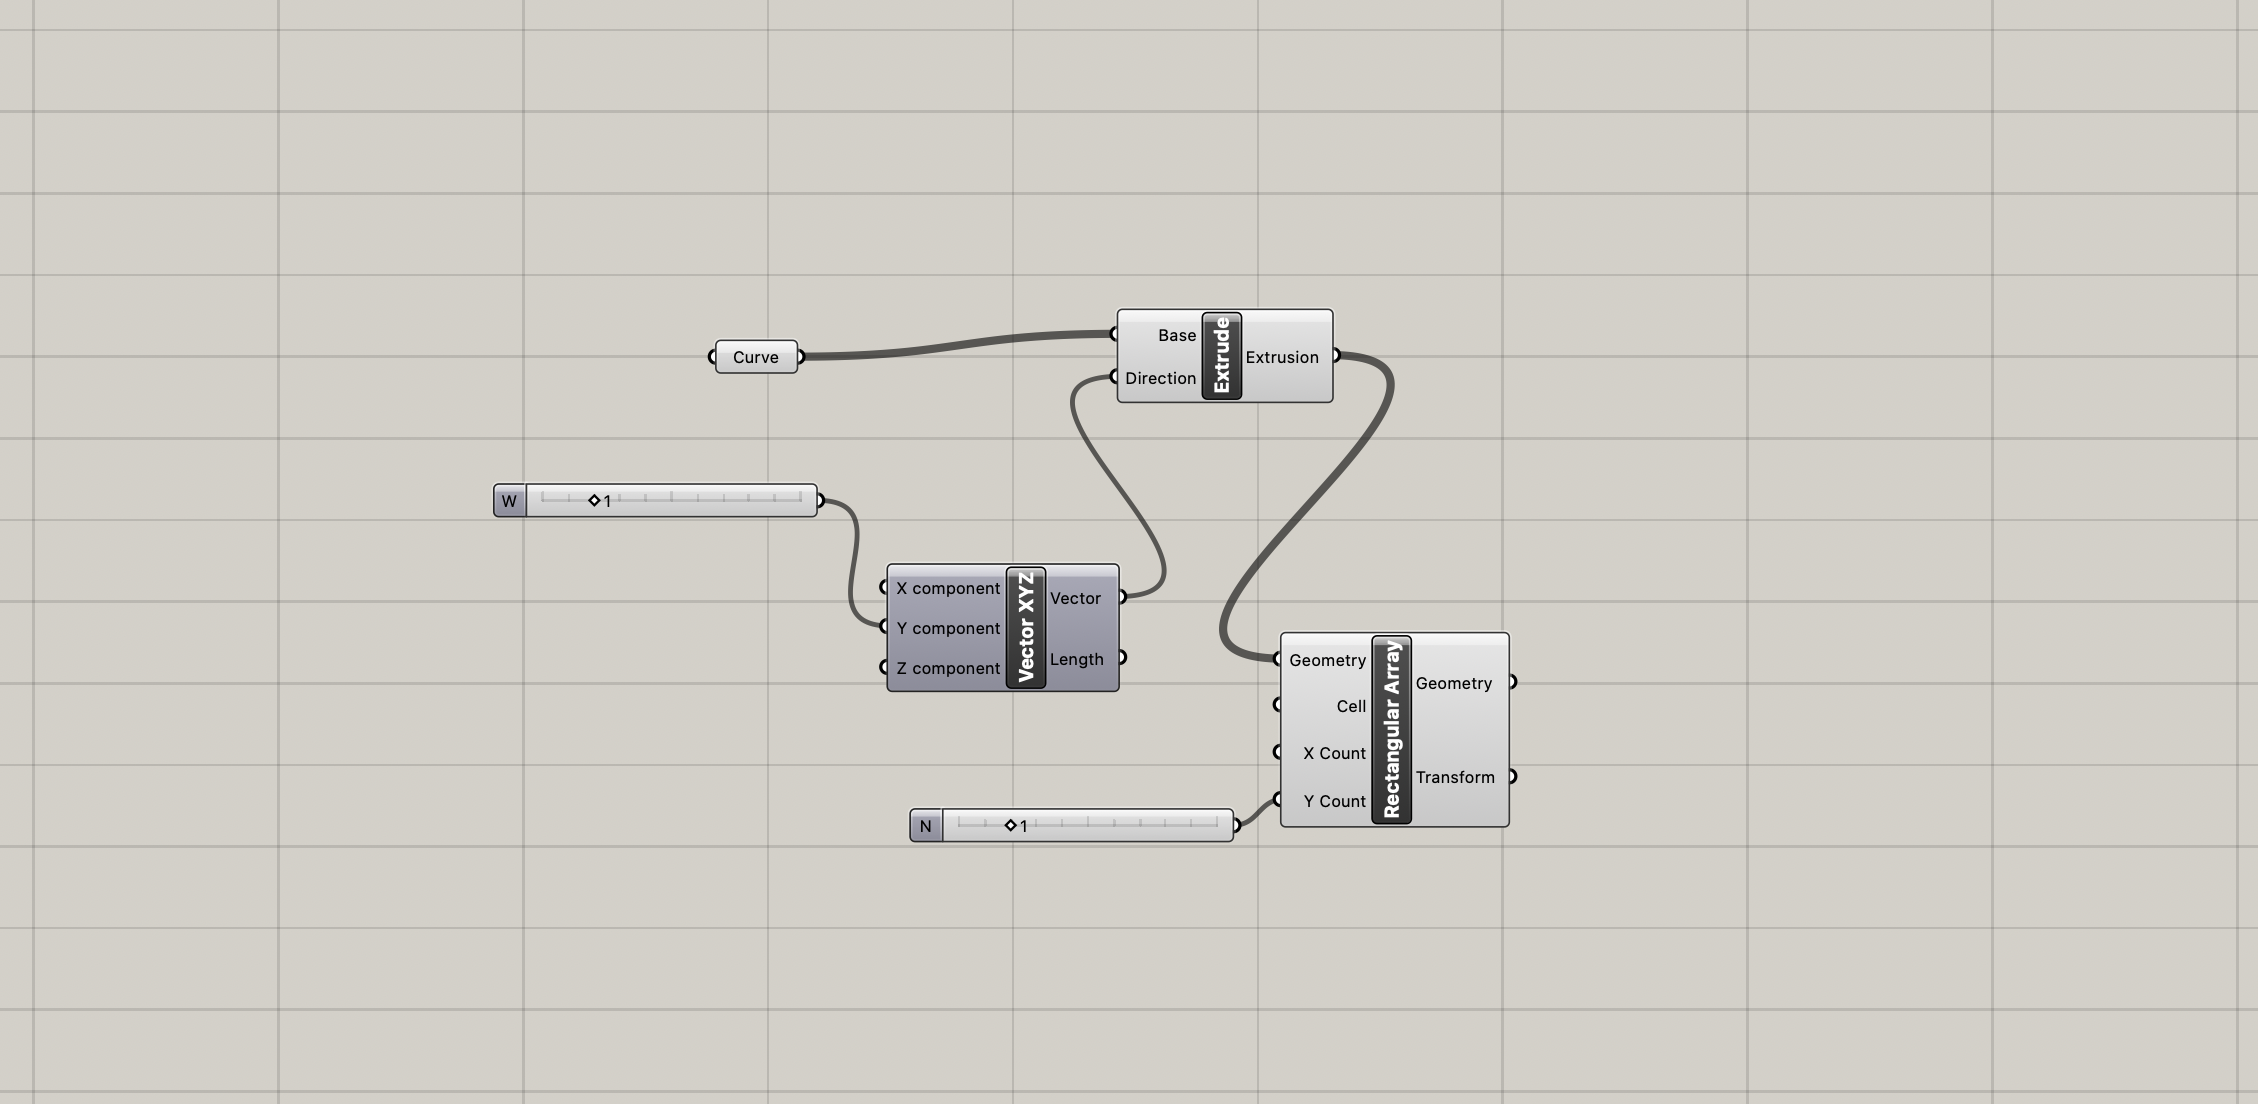 Base
Direction
Extrude
Extrusion
Curve
W
1
X component
Y component
Z component
Vector XYZ
Vector
Length
Geometry
Cell
X Count
Y Count
Rectangular Array
Geometry
Transform
N
1